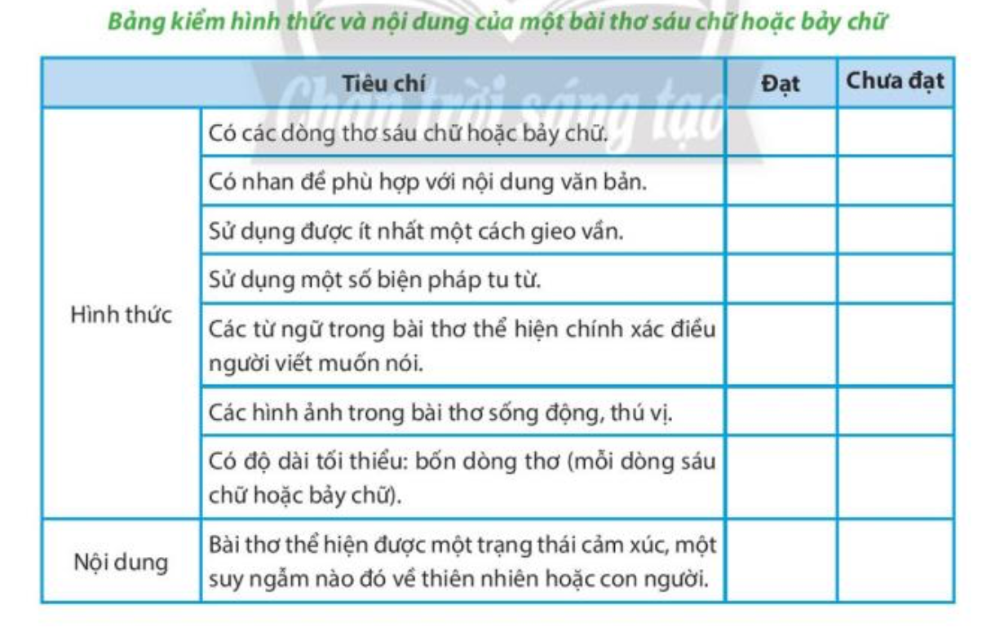 Bảng kiểm hình thức và nội dung của một bài thơ sáu chữ hoặc bảy chữ
Tiêu chí
Đạt
Chưa đạt
Chân trời sáng tạo
Hình thức
Có các dòng thơ sáu chữ hoặc bảy chữ.
Có nhan đề phù hợp với nội dung văn bản.
Sử dụng được ít nhất một cách gieo vần.
Sử dụng một số biện pháp tu từ.
Các từ ngữ trong bài thơ thể hiện chính xác điều
người viết muốn nói.
Các hình ảnh trong bài thơ sống động, thú vị.
Có độ dài tối thiểu: bốn dòng thơ (mỗi dòng sáu
chữ hoặc bảy chữ).
Nội dung
Bài thơ thể hiện được một trạng thái cảm xúc, một
suy ngẫm nào đó về thiên nhiên hoặc con người.